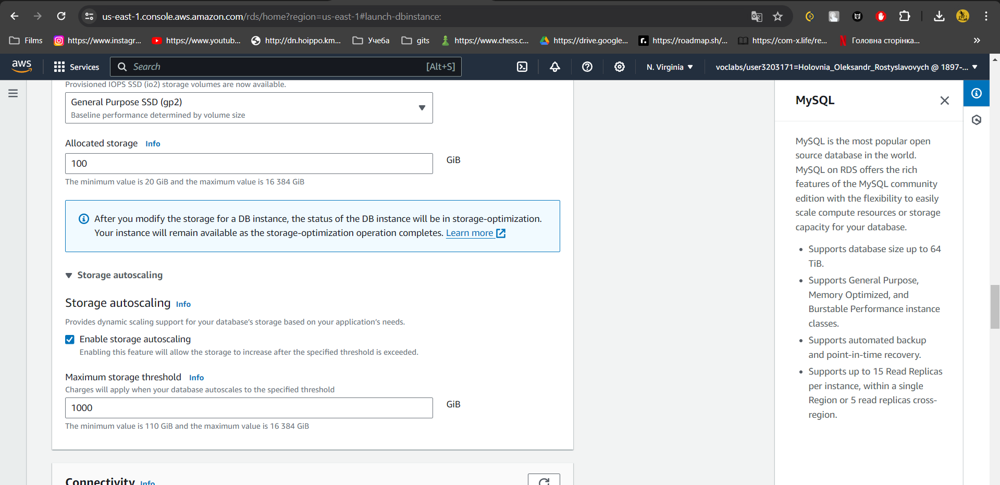 us-east-1.console.aws.amazon.com/rds/home?region=us-east-1#launch-dbinstance:
Films
https://www.instagr...
https://www.youtub...
http://dn.hoippo.km...
Учеба
gits
https://www.chess.c...
https://drive.google...
https://roadmap.sh/...
https://com-x.life/re...
Головна сторінка...
aws
Services
Search
[Alt+S]
N. Virginia
voclabs/user3203171=Holovnia_Oleksandr_Rostyslavovych @ 1897-...
Provisioned IOPS SSD (io2) storage volumes are now available.
General Purpose SSD (gp2)
Baseline performance determined by volume size
Allocated storage Info
100
GiB
The minimum value is 20 GiB and the maximum value is 16 384 GiB
After you modify the storage for a DB instance, the status of the DB instance will be in storage-optimization.
Your instance will remain available as the storage-optimization operation completes. Learn more
Storage autoscaling
Storage autoscaling Info
Provides dynamic scaling support for your database's storage based on your application's needs.
Enable storage autoscaling
Enabling this feature will allow the storage to increase after the specified threshold is exceeded.
Maximum storage threshold Info
Charges will apply when your database autoscales to the specified threshold
1000
GiB
The minimum value is 110 GiB and the maximum value is 16 384 GiB
Connectivity Info
MySQL
MySQL is the most popular open
source database in the world.
MySQL on RDS offers the rich
features of the MySQL community
edition with the flexibility to easily
scale compute resources or storage
capacity for your database.
• Supports database size up to 64
TiB.
• Supports General Purpose,
Memory Optimized, and
Burstable Performance instance
classes.
• Supports automated backup
and point-in-time recovery.
• Supports up to 15 Read Replicas
per instance, within a single
Region or 5 read replicas cross-
region.